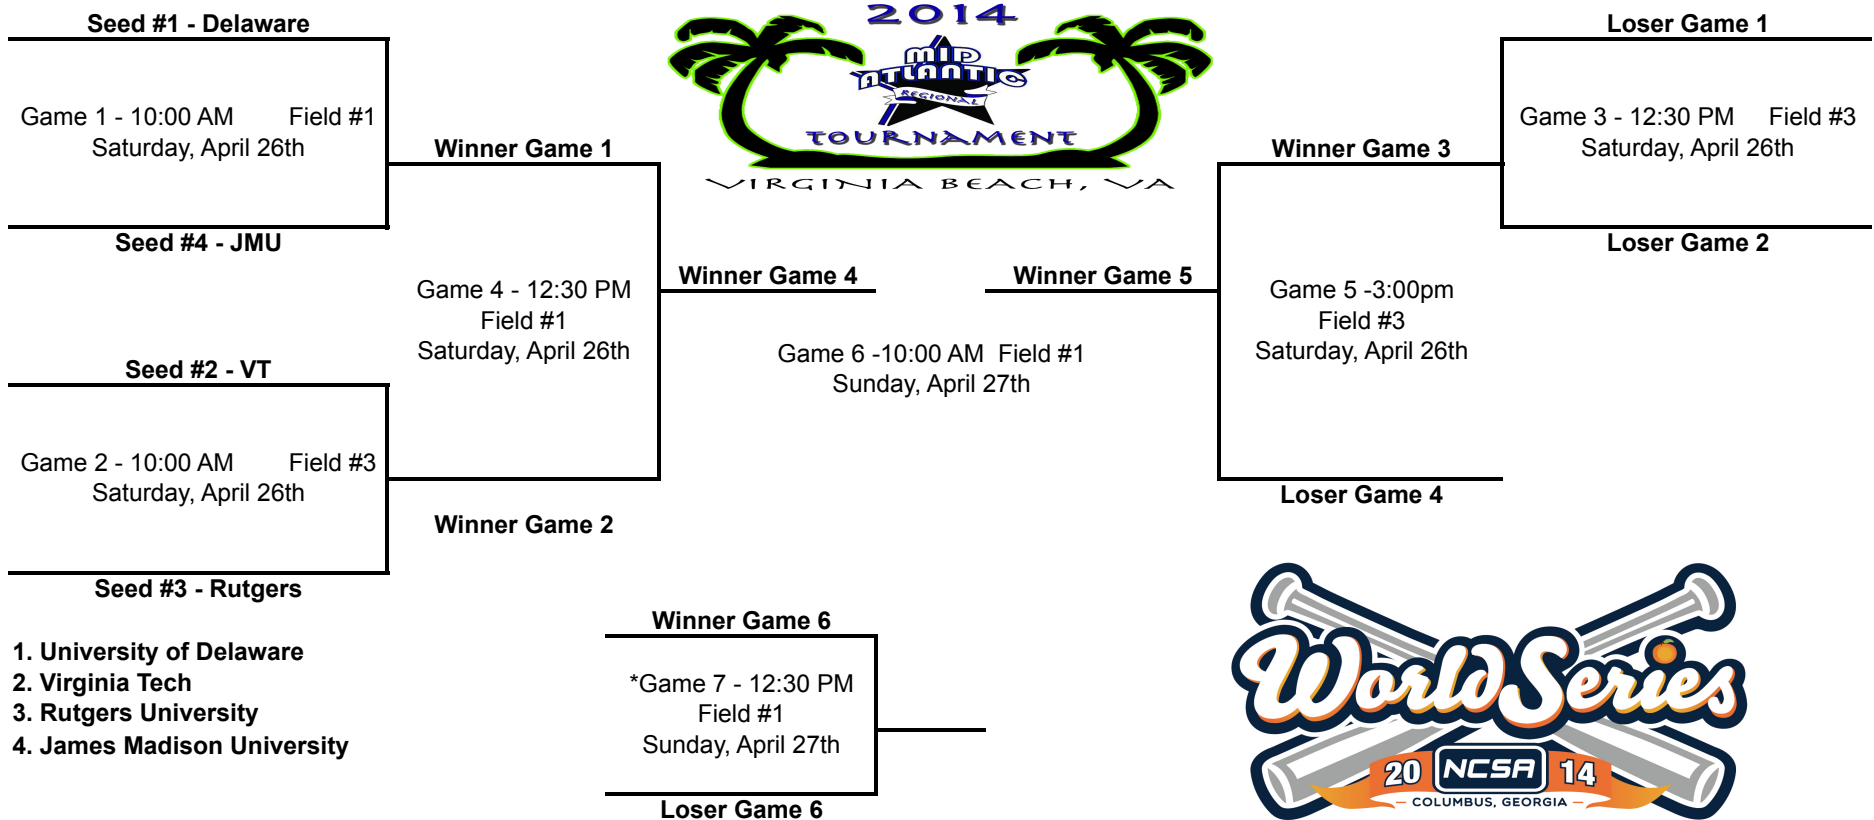 Seed #1 - Delaware
Game 1 - 10:00 AM Field #1
Saturday, April 26th
Seed #4 - JMU
Seed #2 - VT
Game 2 - 10:00 AM Field #3
Saturday, April 26th
Seed #3 - Rutgers
Winner Game 1
Game 4 - 12:30 PM
Field #1
Saturday, April 26th
Winner Game 2
2014
MID
ATLANTIC
REGIONAL
TOURNAMENT
VIRGINIA BEACH, VA
Winner Game 4
Winner Game 5
Game 6 -10:00 AM Field #1
Sunday, April 27th
Winner Game 3
Game 5 -3:00pm
Field #3
Saturday, April 26th
Loser Game 4
Loser Game 1
Game 3 - 12:30 PM Field #3
Saturday, April 26th
Loser Game 2
1. University of Delaware
2. Virginia Tech
3. Rutgers University
4. James Madison University
Winner Game 6
*Game 7 - 12:30 PM
Field #1
Sunday, April 27th
Loser Game 6
World Series
20 NCSA 14
COLUMBUS, GEORGIA